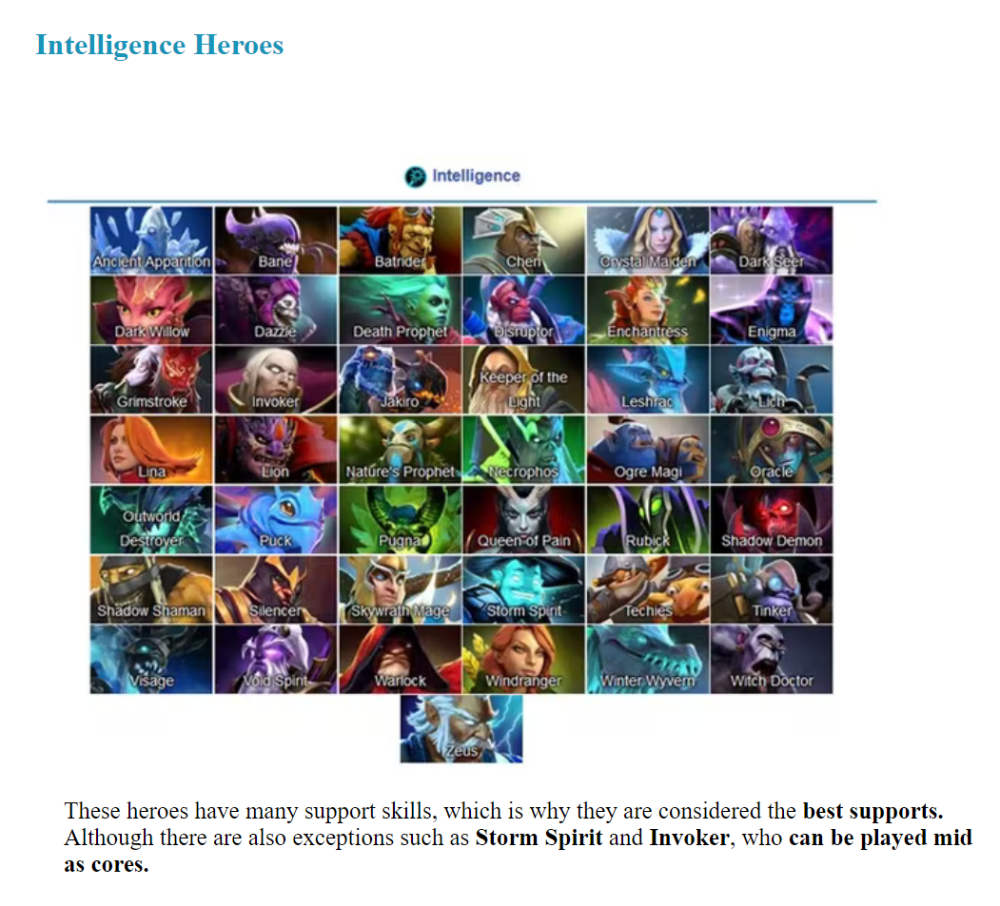 Intelligence Heroes
Intelligence
Ancient Apparition Bane Batrider Chen Crystal Maiden Dark Seer
Dark Willow Dazzle Death Prophet Disruptor Enchantress Enigma
Grimstroke Invoker Jakiro Keeper of the Light Leshrac Lich
Lina Lion Nature's Prophet Necrophos Ogre Magi Oracle
Outworld Destroyer Puck Pugna Queen of Pain Rubick Shadow Demon
Shadow Shaman Silencer Skywrath Mage Storm Spirit Techies Tinker
Visage Void Spirit Warlock Windranger Winter Wyvern Witch Doctor
Zeus
These heroes have many support skills, which is why they are considered the best supports.
Although there are also exceptions such as Storm Spirit and Invoker, who can be played mid
as cores.